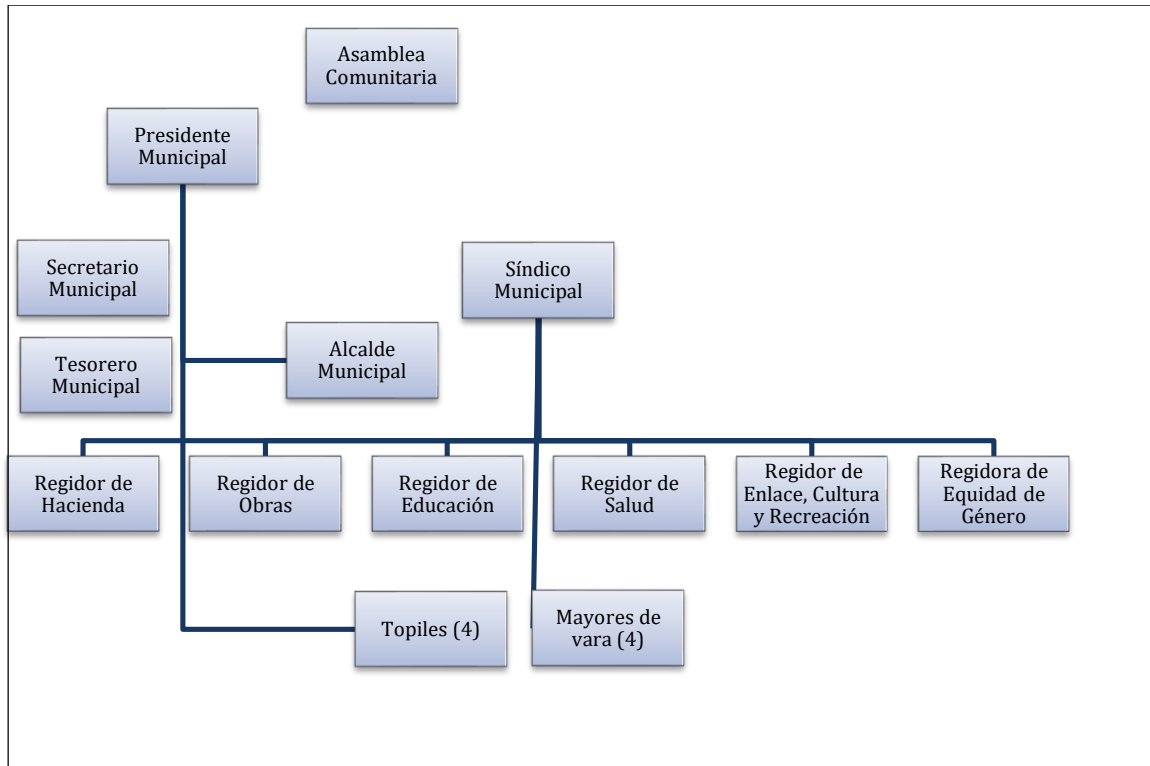 Asamblea
Comunitaria
Presidente
Municipal
Secretario
Municipal
Síndico
Municipal
Tesorero
Municipal
Alcalde
Municipal
Regidor de
Hacienda
Regidor de
Obras
Regidor de
Educación
Regidor de
Salud
Regidor de
Enlace, Cultura
y Recreación
Regidora de
Equidad de
Género
Topiles (4)
Mayores de
vara (4)